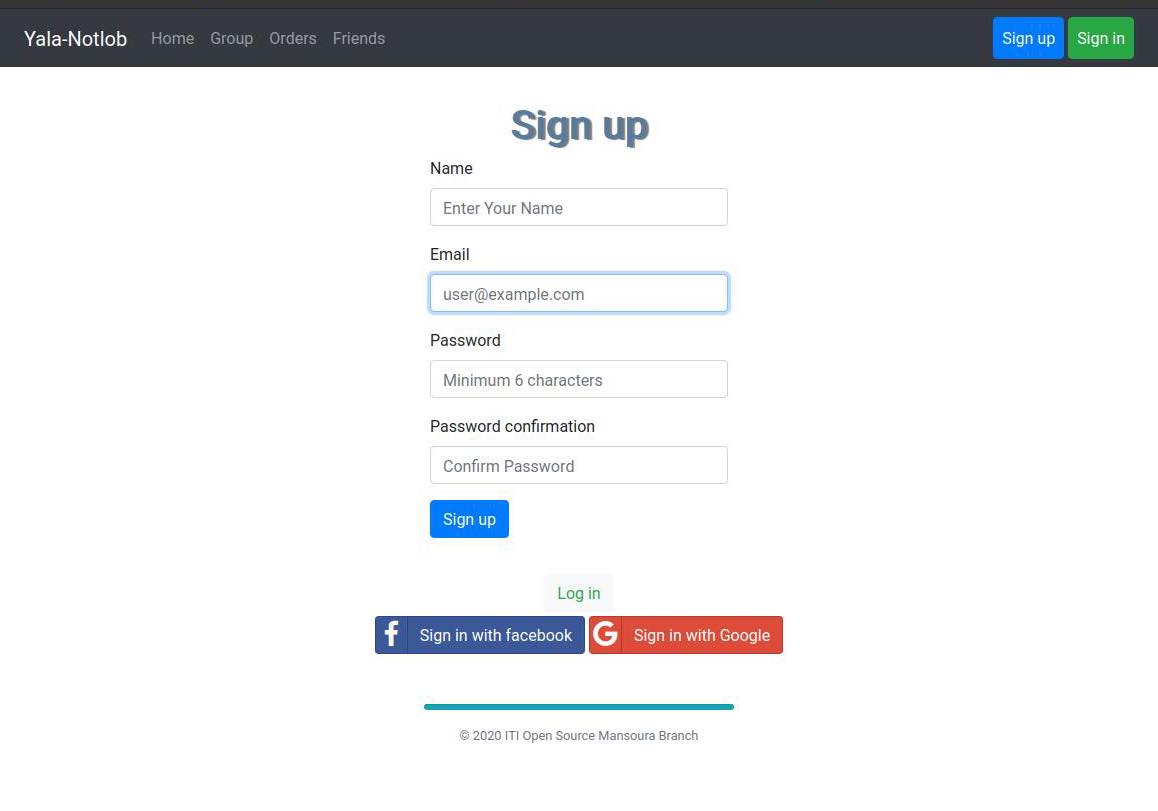 Yala-Notlob Home Group Orders Friends Sign up Sign in
Sign up
Name
Enter Your Name
Email
user@example.com
Password
Minimum 6 characters
Password confirmation
Confirm Password
Sign up
Log in
f Sign in with facebook G Sign in with Google
© 2020 ITI Open Source Mansoura Branch